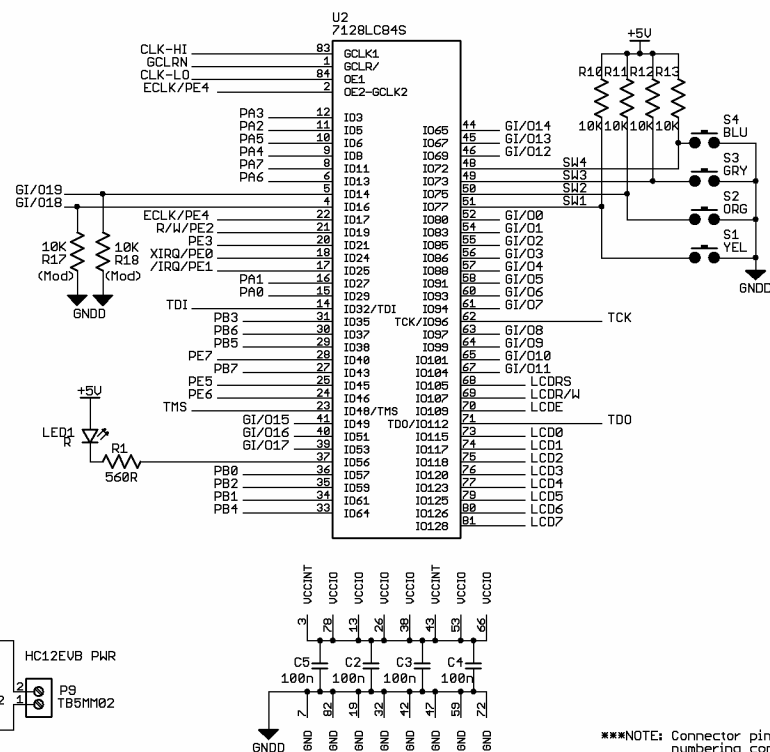 U2
7128LC84S
CLK-HI 83 GCLK1
GCLRN 1 GCLR/
CLK-LO 84 OE1
ECLK/PE4 2 OE2-GCLK2
PA3 12 IO3
PA2 11 IO5
PA5 10 IO6
PA4 9 IO8
PA7 8 IO11
PA6 6 IO13
GI/O19 5 IO14
GI/O18 4 IO16
ECLK/PE4 22 IO17
R/W/PE2 21 IO19
PE3 20 IO21
XIRQ/PE0 18 IO24
/IRQ/PE1 17 IO25
PA1 16 IO27
PA0 15 IO29
TDI 14 IO32/TDI
PB3 31 IO35
PB6 30 IO37
PB5 29 IO38
PE7 28 IO40
PB7 27 IO43
PE5 25 IO45
PE6 24 IO46
TMS 23 IO48/TMS
GI/O15 41 IO49
GI/O16 40 IO51
GI/O17 39 IO53
37 IO56
PB0 36 IO57
PB2 35 IO59
PB1 34 IO61
PB4 33 IO64
IO65 44 GI/O14
IO67 45 GI/O13
IO69 46 GI/O12
IO72 48 SW4
IO73 49 SW3
IO75 50 SW2
IO77 51 SW1
IO80 52 GI/O0
IO83 54 GI/O1
IO85 55 GI/O2
IO86 56 GI/O3
IO88 57 GI/O4
IO91 58 GI/O5
IO93 60 GI/O6
IO94 61 GI/O7
TCK/IO96 62 TCK
IO97 63 GI/O8
IO99 64 GI/O9
IO101 65 GI/O10
IO104 67 GI/O11
IO105 68 LCDRS
IO107 69 LCDR/W
IO109 70 LCDE
TDO/IO112 71 TDO
IO115 73 LCD0
IO117 74 LCD1
IO118 75 LCD2
IO120 76 LCD3
IO123 77 LCD4
IO125 79 LCD5
IO126 80 LCD6
IO128 81 LCD7
+5V
R10 R11 R12 R13
10K 10K 10K 10K
S4
BLU
S3
GRY
S2
ORG
S1
YEL
GNDD
10K
R17
(Mod)
10K
R18
(Mod)
GNDD
+5V
LED1
R
R1
560R
VCCINT VCCIO VCCIO VCCIO VCCIO VCCINT VCCIO VCCIO
3 78 13 26 38 43 53 66
C5 C2 C3 C4
100n 100n 100n 100n
7 82 19 32 42 47 59 72
GND GND GND GND GND GND GND GND
GNDD
HC12EVB PWR
2
1
P9
TB5MM02
2
***NOTE: Connector pin
numbering con